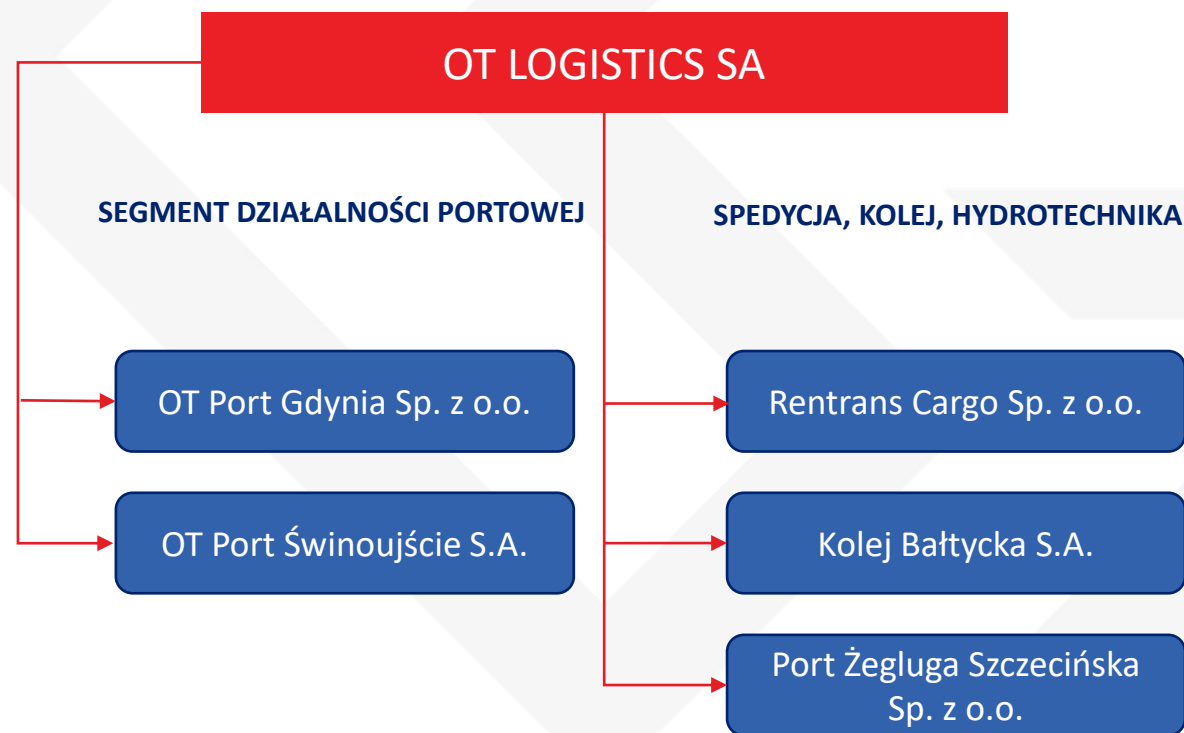 OT LOGISTICS SA
SEGMENT DZIAŁALNOŚCI PORTOWEJ
SPEDYCJA, KOLEJ, HYDROTECHNIKA
OT Port Gdynia Sp. z o.o.
Rentrans Cargo Sp. z o.o.
OT Port Świnoujście S.A.
Kolej Bałtycka S.A.
Port Żegluga Szczecińska
Sp. z o.o.